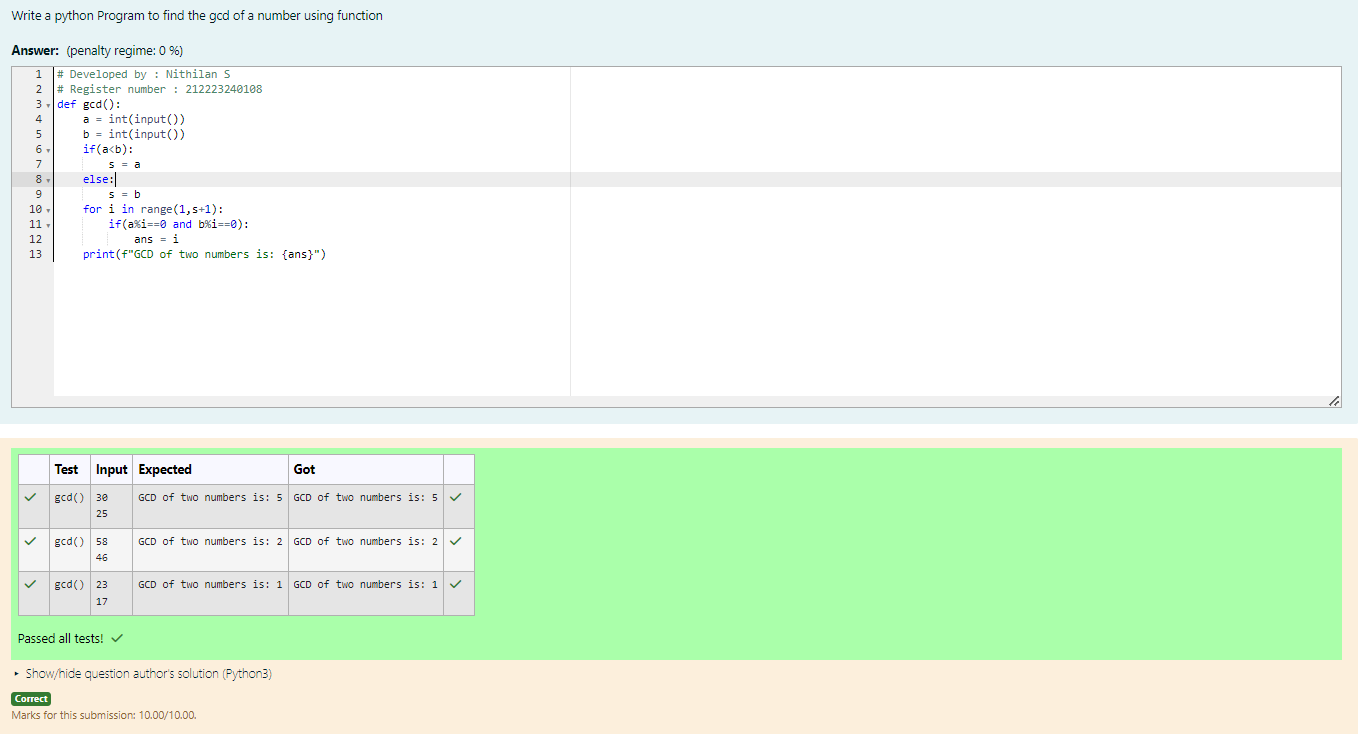 Write a python Program to find the gcd of a number using function
Answer: (penalty regime: 0 %)
1 # Developed by : Nithilan S
2 # Register number : 212223240108
3 def gcd():
4     a = int(input())
5     b = int(input())
6     if(a<b):
7         s = a
8     else:
9         s = b
10     for i in range(1,s+1):
11         if(a%i==0 and b%i==0):
12             ans = i
13     print(f"GCD of two numbers is: {ans}")
Test Input Expected Got
gcd() 30 GCD of two numbers is: 5 GCD of two numbers is: 5
25
gcd() 58 GCD of two numbers is: 2 GCD of two numbers is: 2
46
gcd() 23 GCD of two numbers is: 1 GCD of two numbers is: 1
17
Passed all tests!
Show/hide question author's solution (Python3)
Correct
Marks for this submission: 10.00/10.00.